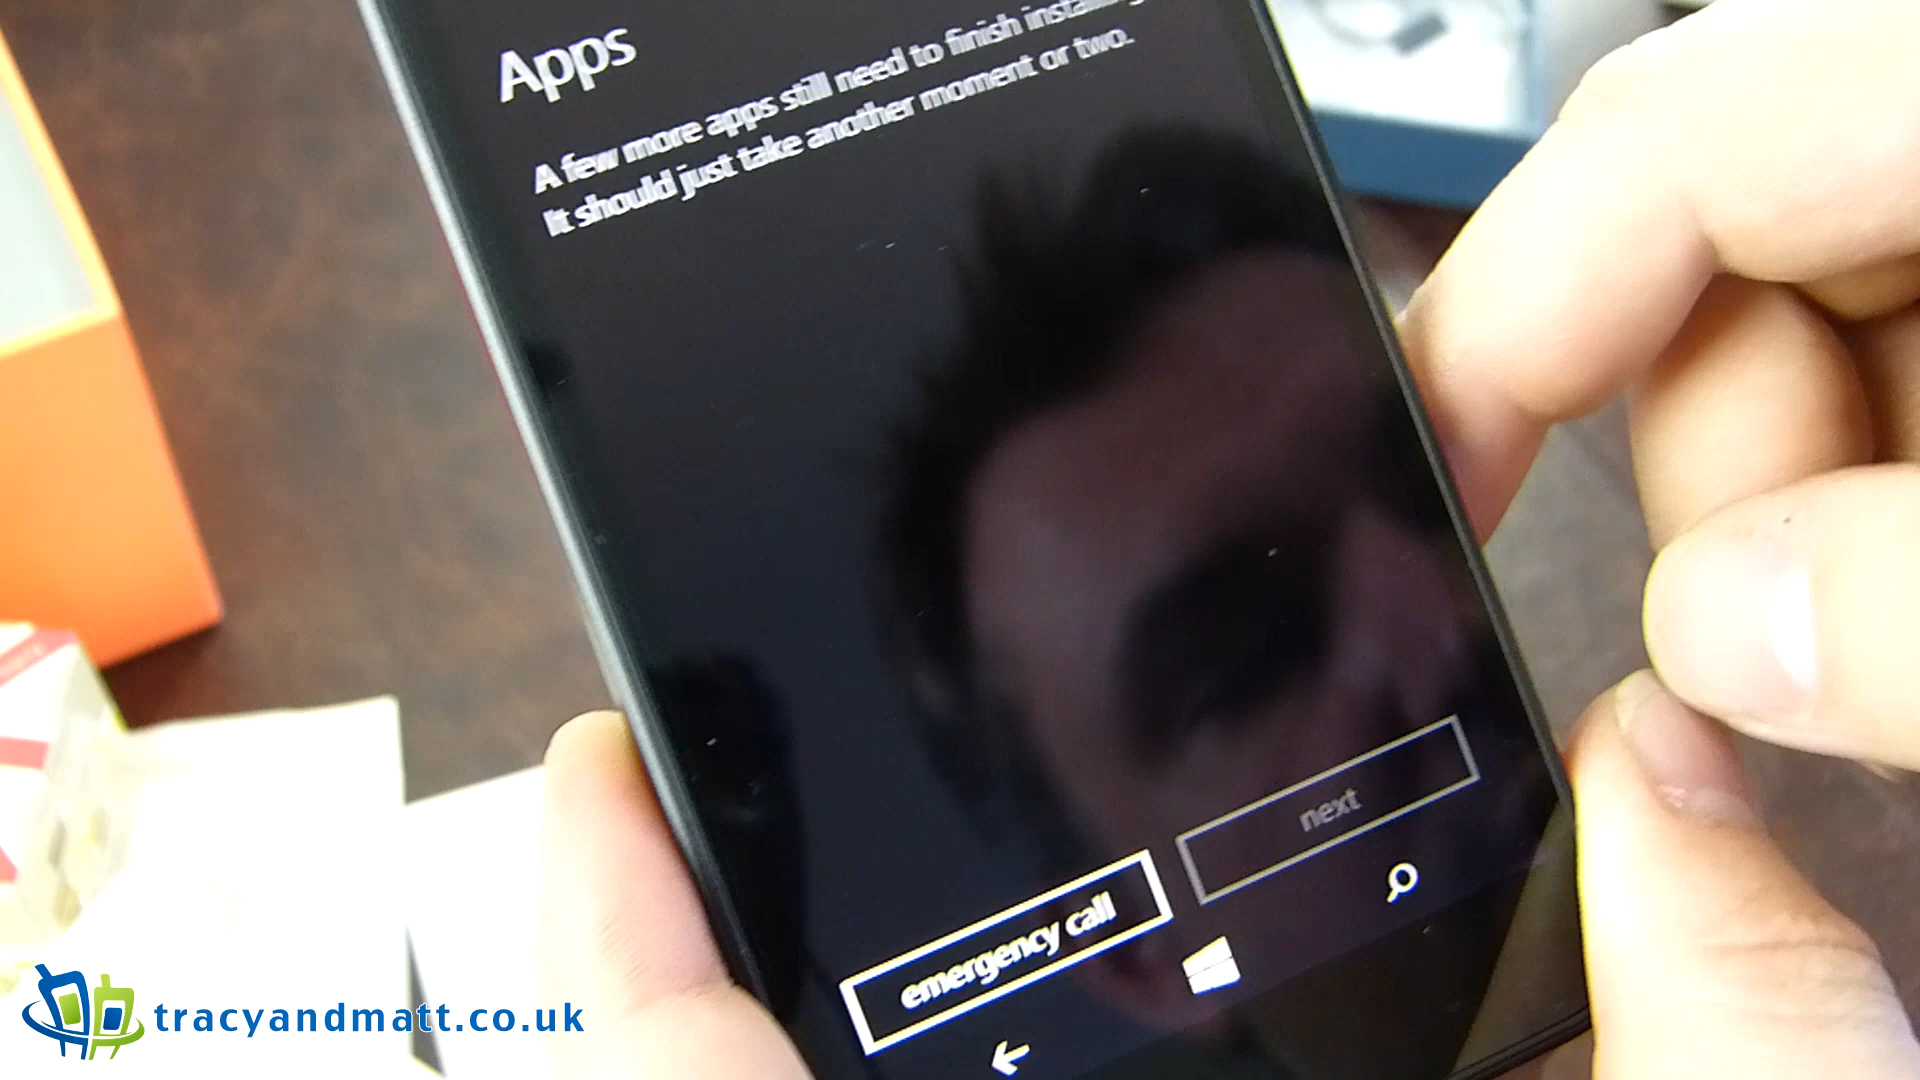 Apps
A few more apps still need to finish installing
It should just take another moment or two.
next
emergency call
tracyandmatt.co.uk